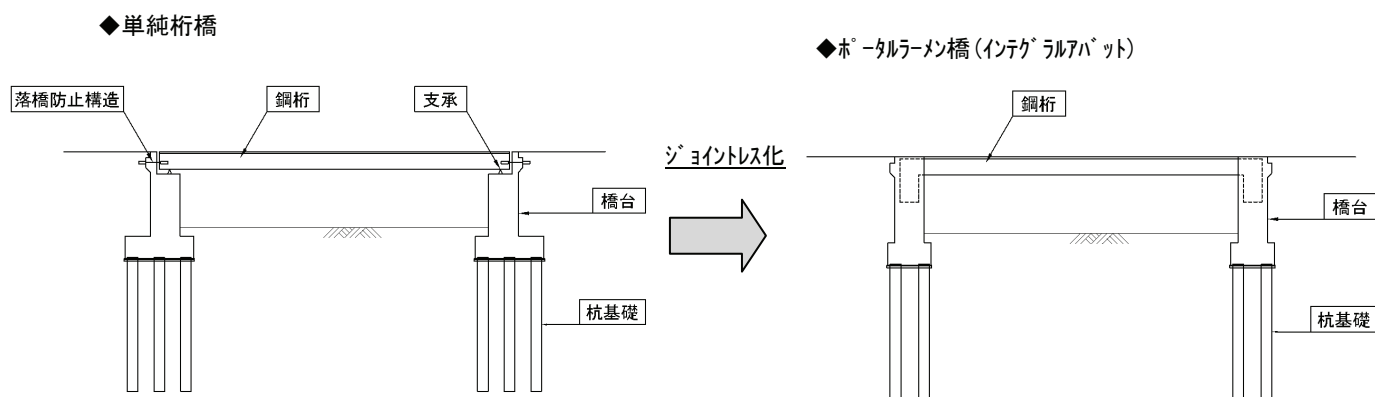 ◆単純桁橋
◆ﾎﾟｰﾀﾙﾗｰﾒﾝ橋(ｲﾝﾃｸﾞﾗﾙｱﾊﾞｯﾄ)
落橋防止構造
鋼桁
支承
橋台
杭基礎
ｼﾞｮｲﾝﾄﾚｽ化
鋼桁
橋台
杭基礎